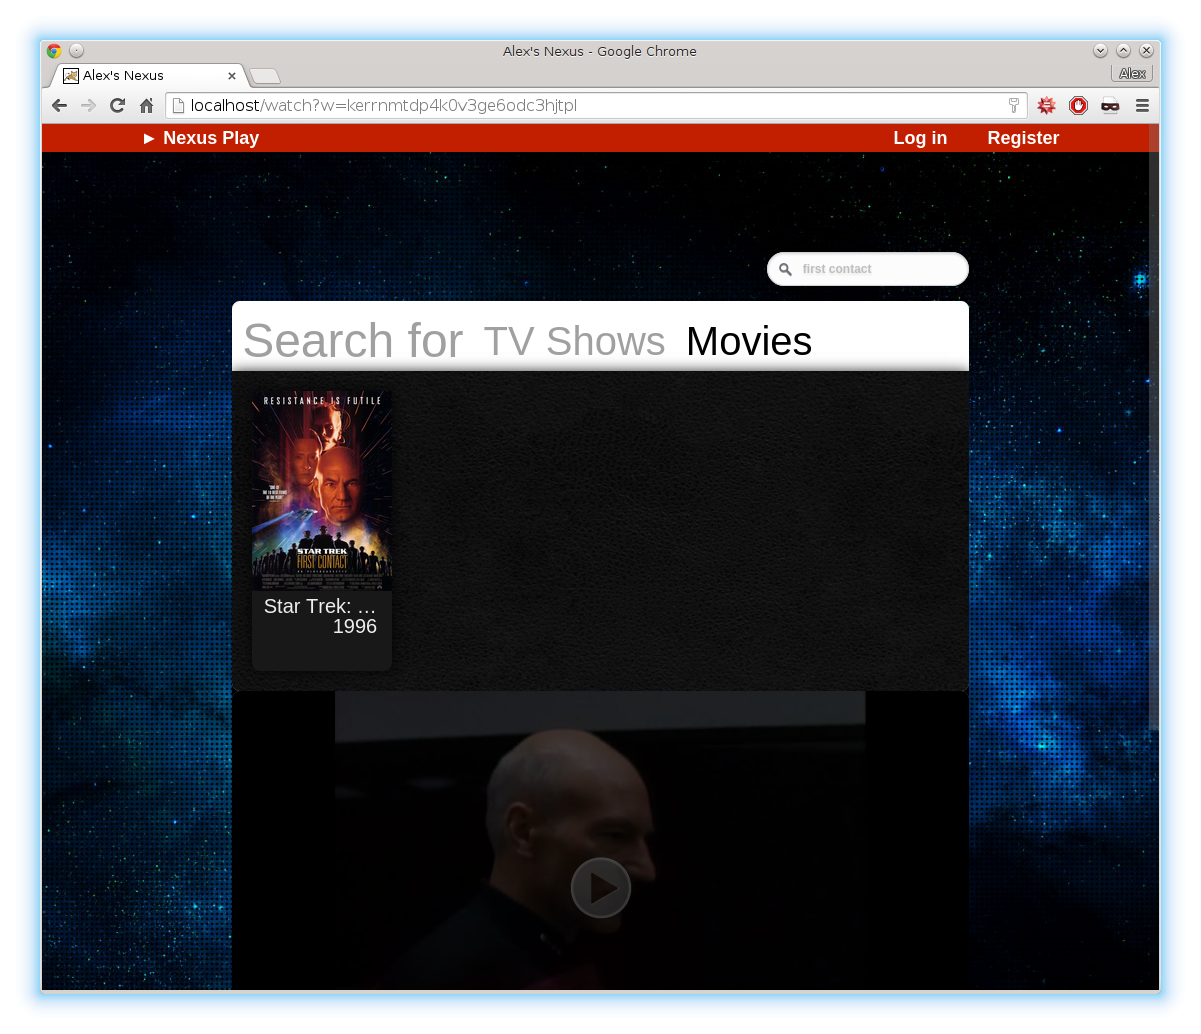 Alex's Nexus - Google Chrome
Alex's Nexus
Alex
localhost/watch?w=kerrnmtdp4k0v3ge6odc3hjtpl
► Nexus Play
Log in
Register
first contact
Search for TV Shows Movies
RESISTANCE IS FUTILE
STAR TREK
FIRST CONTACT
Star Trek: ...
1996